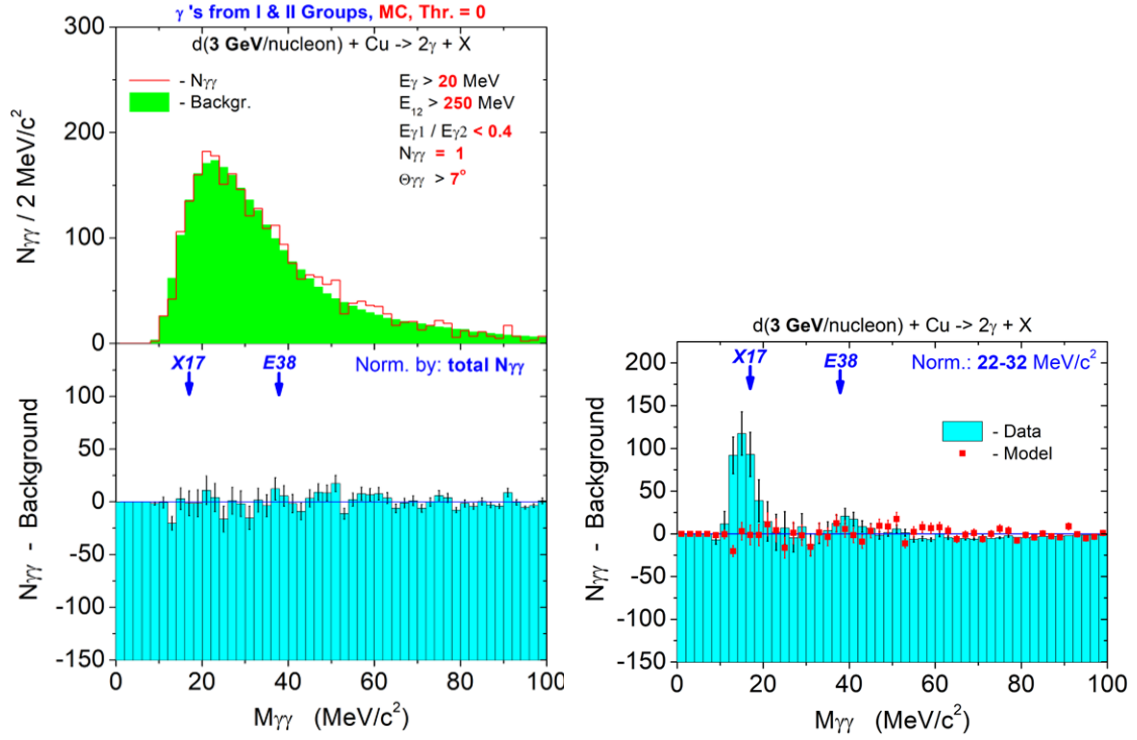 γ 's from I & II Groups, MC, Thr. = 0
d(3 GeV/nucleon) + Cu -> 2γ + X
- Nγγ
- Backgr.
Eγ > 20 MeV
E12 > 250 MeV
Eγ1 / Eγ2 < 0.4
Nγγ = 1
Θγγ > 7°
300
200
100
0
Nγγ / 2 MeV/c²
X17
E38
Norm. by: total Nγγ
100
50
0
-50
-100
-150
Nγγ - Background
0
20
40
60
80
100
Mγγ (MeV/c²)
d(3 GeV/nucleon) + Cu -> 2γ + X
X17
E38
Norm.: 22-32 MeV/c²
- Data
- Model
200
150
100
50
0
-50
-100
-150
Nγγ - Background
0
20
40
60
80
100
Mγγ (MeV/c²)